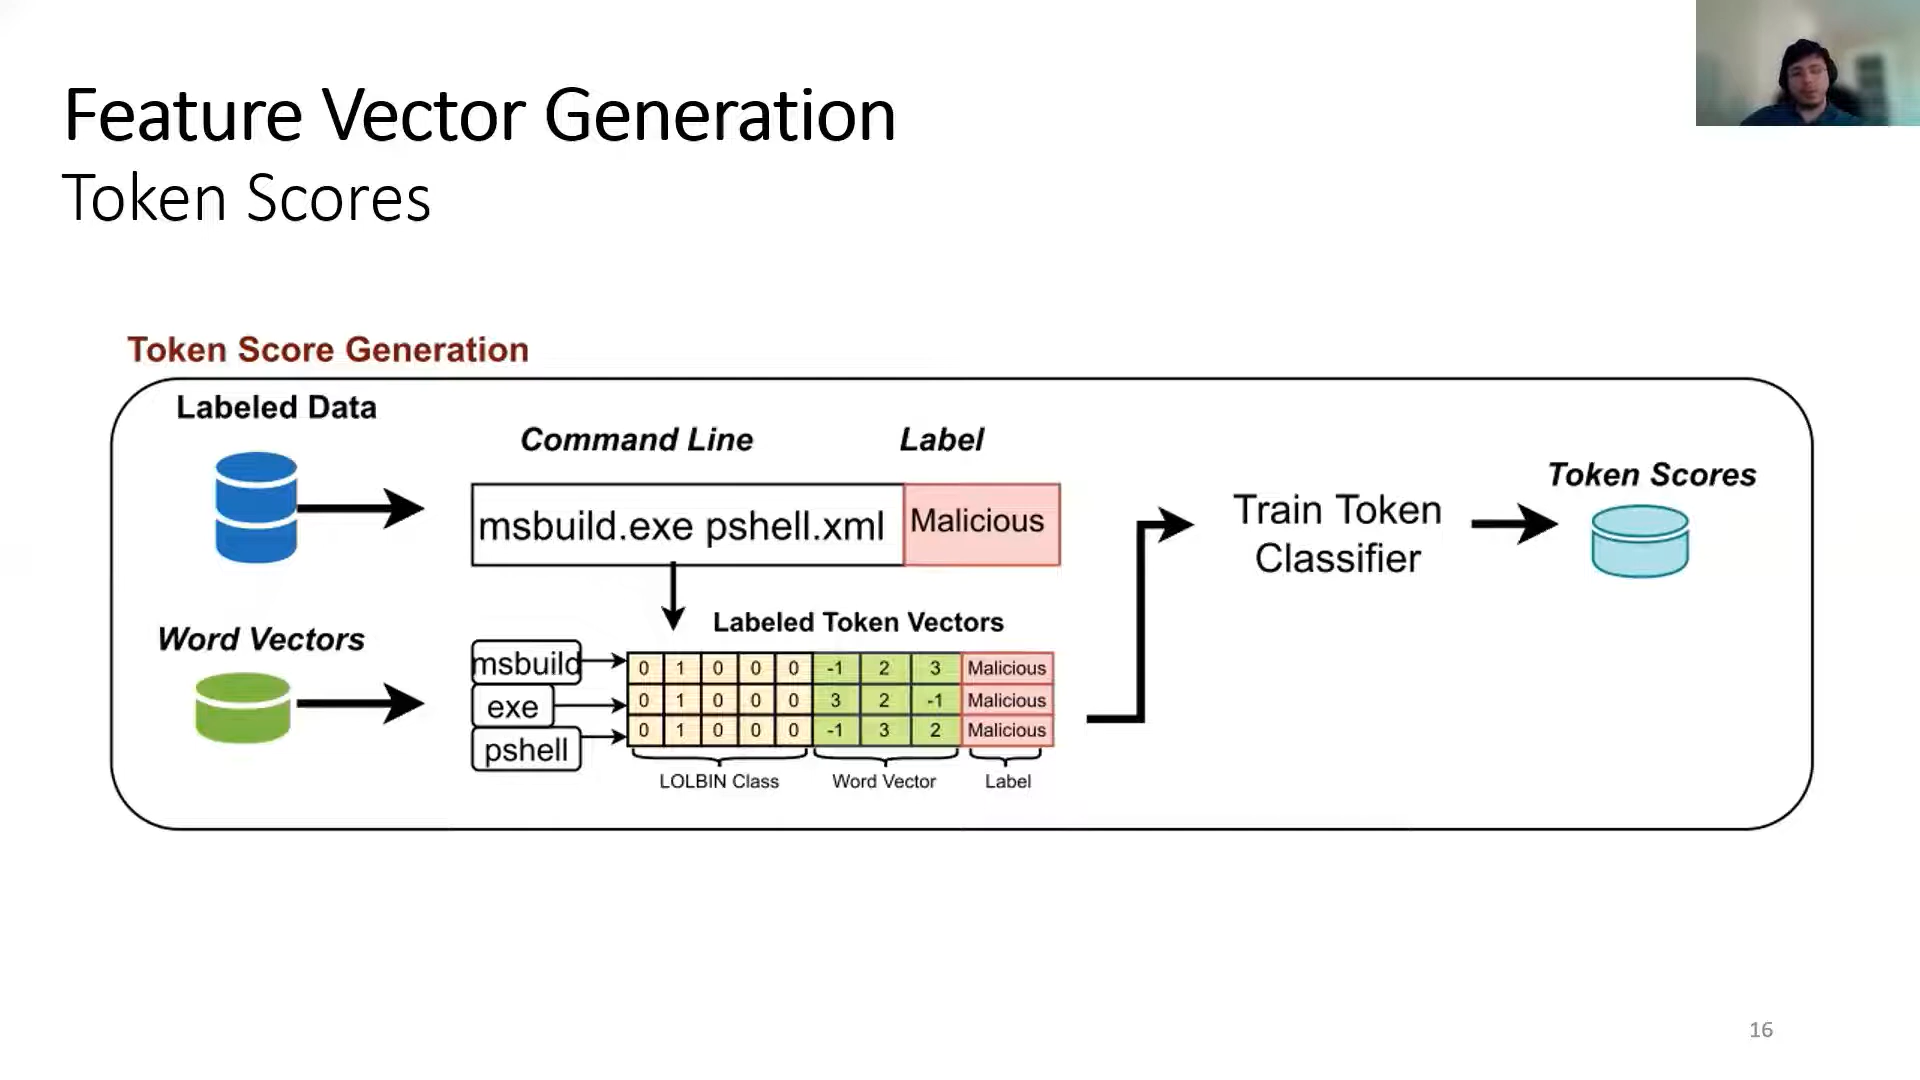 Feature Vector Generation
Token Scores
Token Score Generation
Labeled Data
Command Line
Label
msbuild.exe pshell.xml
Malicious
Train Token
Classifier
Token Scores
Word Vectors
Labeled Token Vectors
msbuild
0 1 0 0 0 -1 2 3 Malicious
exe
0 1 0 0 0 3 2 -1 Malicious
pshell
0 1 0 0 0 -1 3 2 Malicious
LOLBIN Class
Word Vector
Label
16